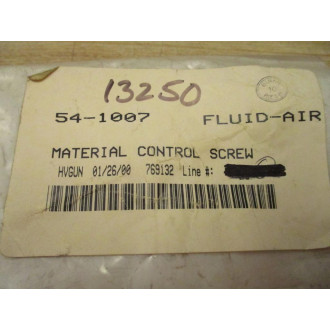 13250
54-1007 FLUID-AIR
MATERIAL CONTROL SCREW
HVGUN 01/26/00 769132 Line #: